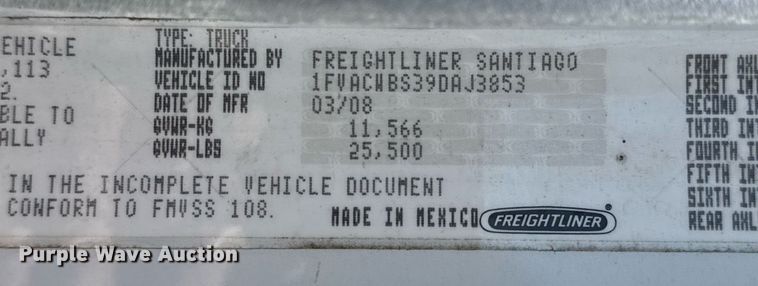 EHICLE
,113
2.
BLE TO
ALLY
TYPE: TRUCK
MANUFACTURED BY FREIGHTLINER SANTIAGO
VEHICLE ID NO 1FVACWBS39DAJ3853
DATE OF MFR 03/08
GVWR-KG 11,566
GVWR-LBS 25,500
FRONT AXL
FIRST INT
SECOND I
THIRD INT
FOURTH I
FIFTH INT
SIXTH INT
REAR AXL
IN THE INCOMPLETE VEHICLE DOCUMENT
CONFORM TO FMVSS 108.
MADE IN MEXICO FREIGHTLINER
Purple Wave Auction